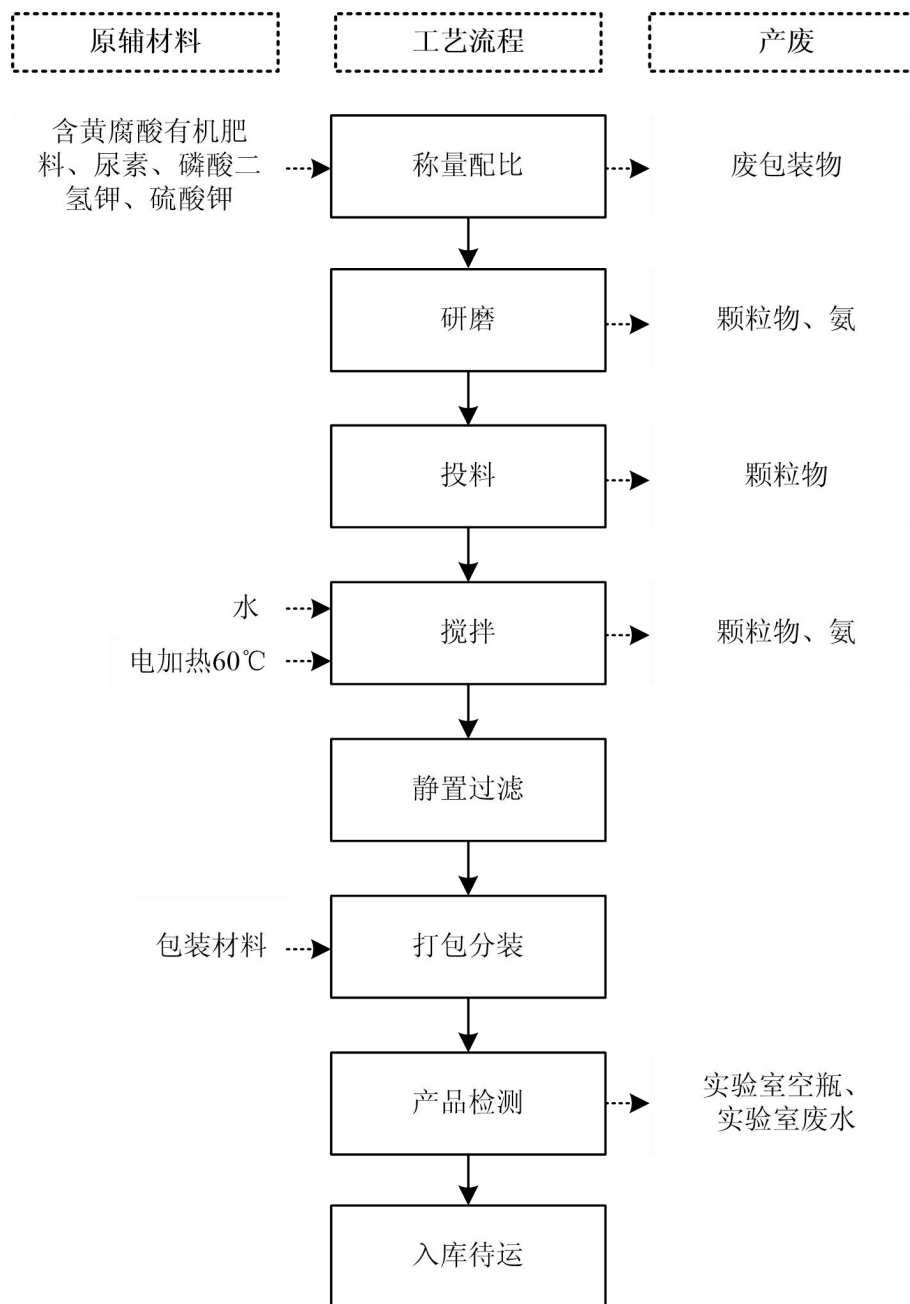 原辅材料
工艺流程
产废
含黄腐酸有机肥
料、尿素、磷酸二
氢钾、硫酸钾
称量配比
废包装物
研磨
颗粒物、氨
投料
颗粒物
水
电加热60℃
搅拌
颗粒物、氨
静置过滤
包装材料
打包分装
产品检测
实验室空瓶、
实验室废水
入库待运